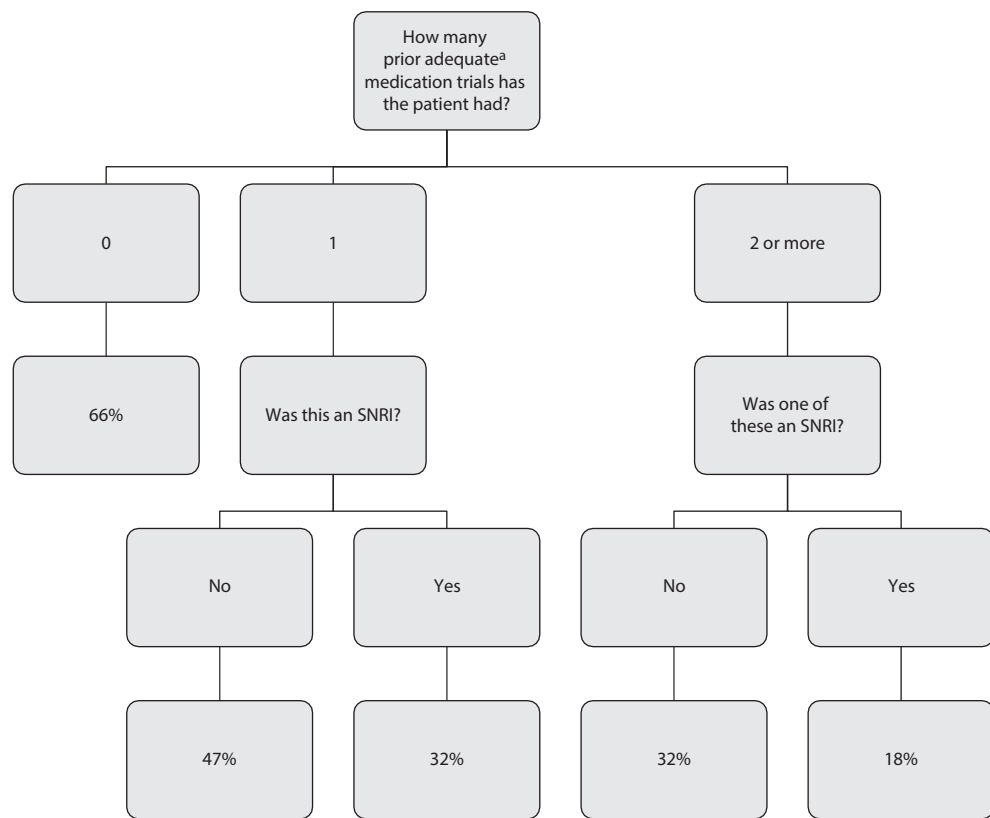 How many
prior adequateᵃ
medication trials has
the patient had?
0
1
2 or more
66%
Was this an SNRI?
Was one of
these an SNRI?
No
Yes
No
Yes
47%
32%
32%
18%